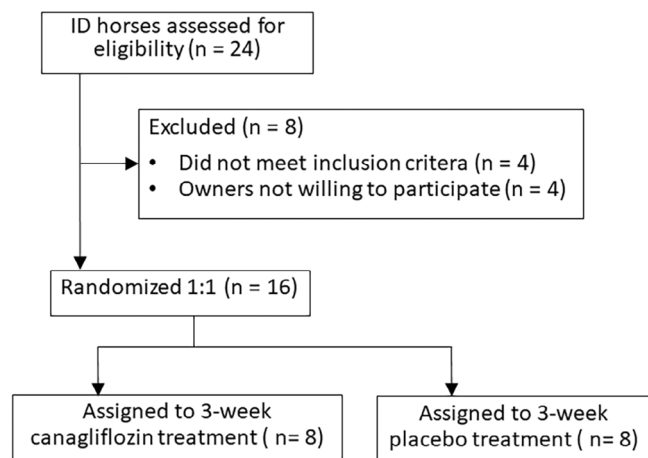 ID horses assessed for
eligibility (n = 24)
Excluded (n = 8)
• Did not meet inclusion critera (n = 4)
• Owners not willing to participate (n = 4)
Randomized 1:1 (n = 16)
Assigned to 3-week
canagliflozin treatment ( n= 8)
Assigned to 3-week
placebo treatment (n = 8)